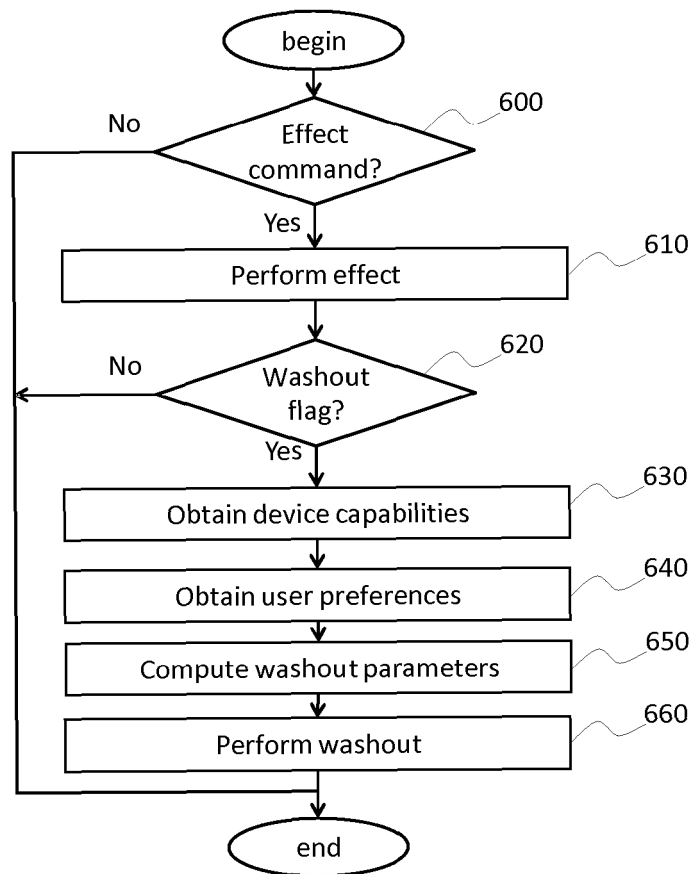 begin
600
No
Effect
command?
Yes
610
Perform effect
620
No
Washout
flag?
Yes
630
Obtain device capabilities
640
Obtain user preferences
650
Compute washout parameters
660
Perform washout
end